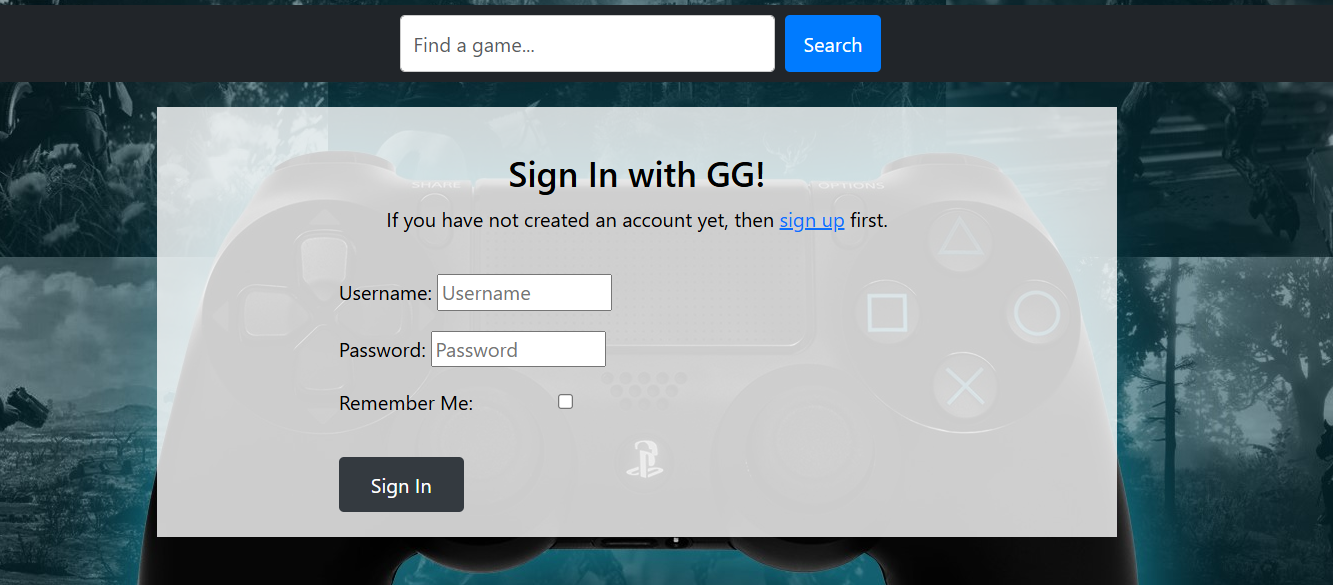 Find a game... Search
Sign In with GG!
SHARE OPTIONS
If you have not created an account yet, then sign up first.
Username: Username
Password: Password
Remember Me:
Sign In